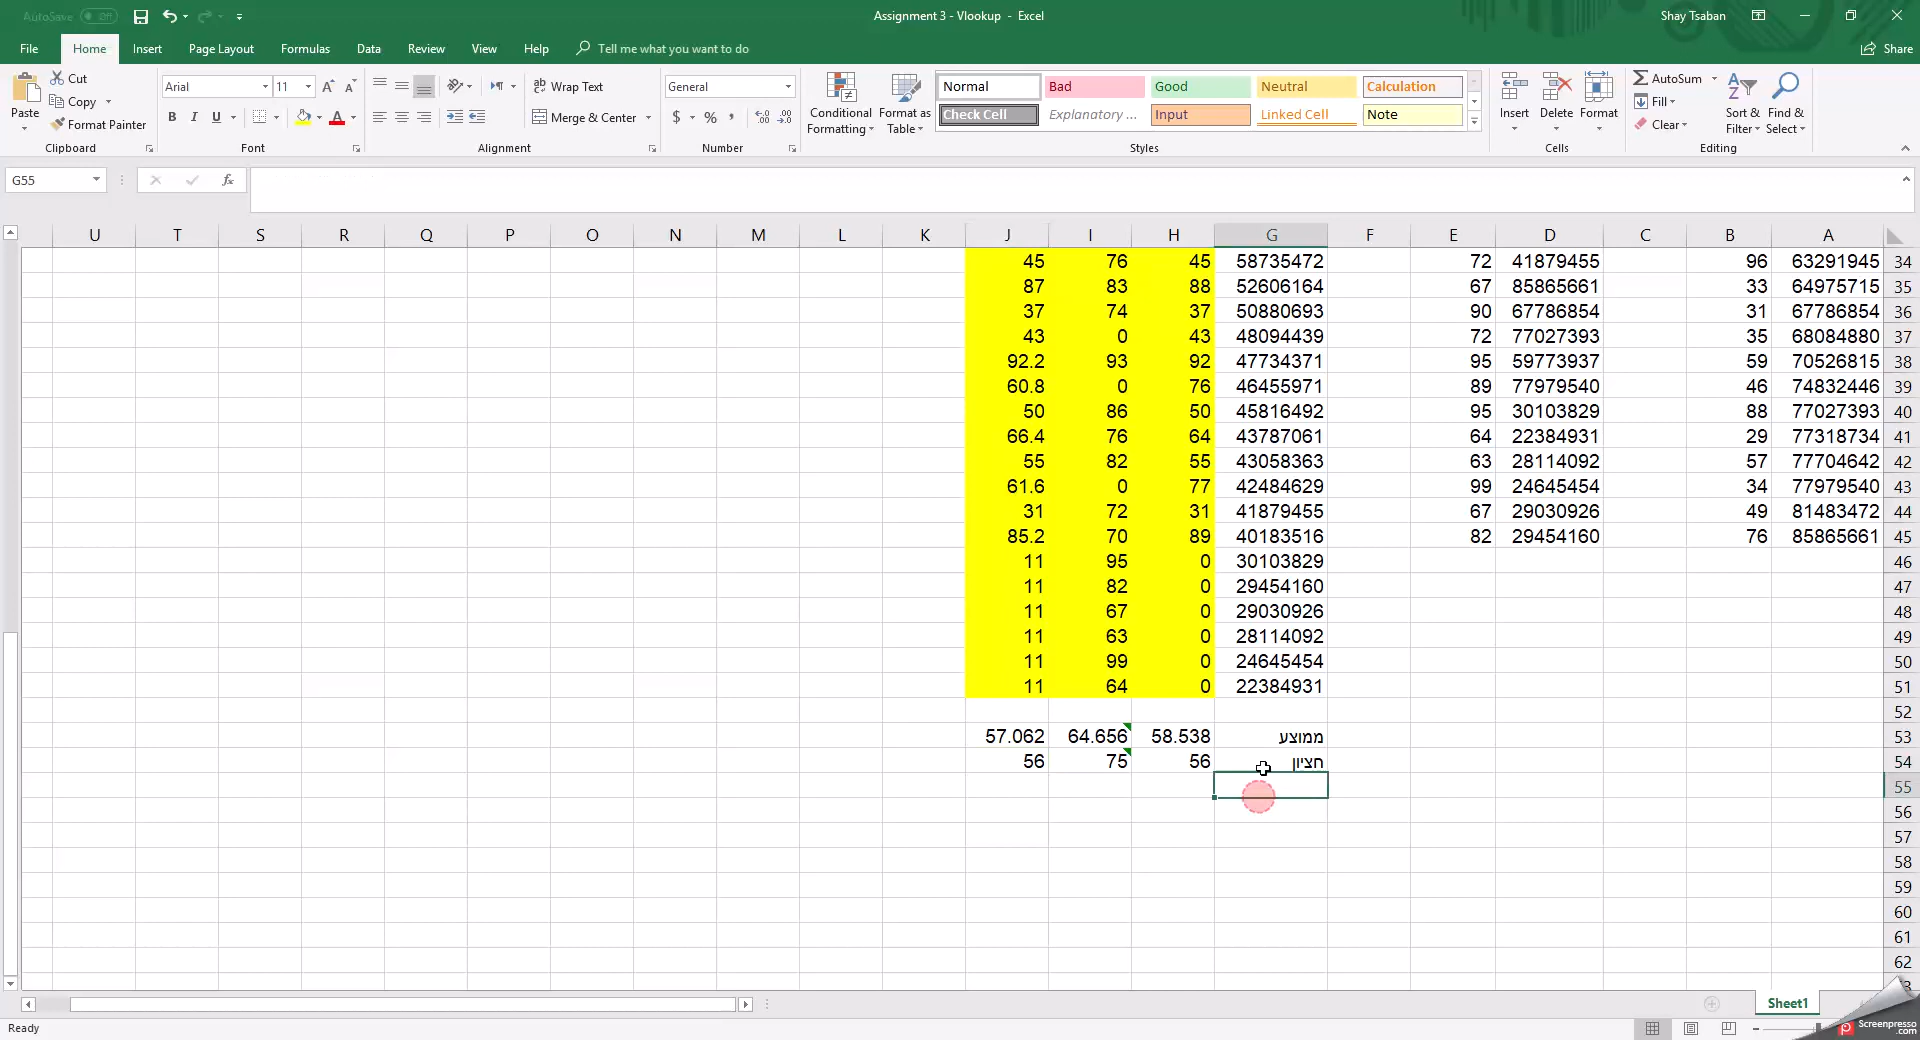 AutoSave Off
Assignment 3 - Vlookup - Excel
Shay Tsaban
File Home Insert Page Layout Formulas Data Review View Help Tell me what you want to do Share
Paste Cut Copy Format Painter Clipboard
Arial 11 B I U Font
Wrap Text Merge & Center Alignment
General $ % Number
Conditional Formatting Format as Table
Normal Bad Good Neutral Calculation
Check Cell Explanatory ... Input Linked Cell Note
Styles
Insert Delete Format Cells
AutoSum Fill Clear Sort & Filter Find & Select Editing
G55 fx
U T S R Q P O N M L K J I H G F E D C B A
45 76 45 58735472 72 41879455 96 63291945 34
87 83 88 52606164 67 85865661 33 64975715 35
37 74 37 50880693 90 67786854 31 67786854 36
43 0 43 48094439 72 77027393 35 68084880 37
92.2 93 92 47734371 95 59773937 59 70526815 38
60.8 0 76 46455971 89 77979540 46 74832446 39
50 86 50 45816492 95 30103829 88 77027393 40
66.4 76 64 43787061 64 22384931 29 77318734 41
55 82 55 43058363 63 28114092 57 77704642 42
61.6 0 77 42484629 99 24645454 34 77979540 43
31 72 31 41879455 67 29030926 49 81483472 44
85.2 70 89 40183516 82 29454160 76 85865661 45
11 95 0 30103829 46
11 82 0 29454160 47
11 67 0 29030926 48
11 63 0 28114092 49
11 99 0 24645454 50
11 64 0 22384931 51
52
57.062 64.656 58.538 ממוצע 53
56 75 56 חציון 54
55
56
57
58
59
60
61
62
Sheet1
Ready
Screenpresso
.com